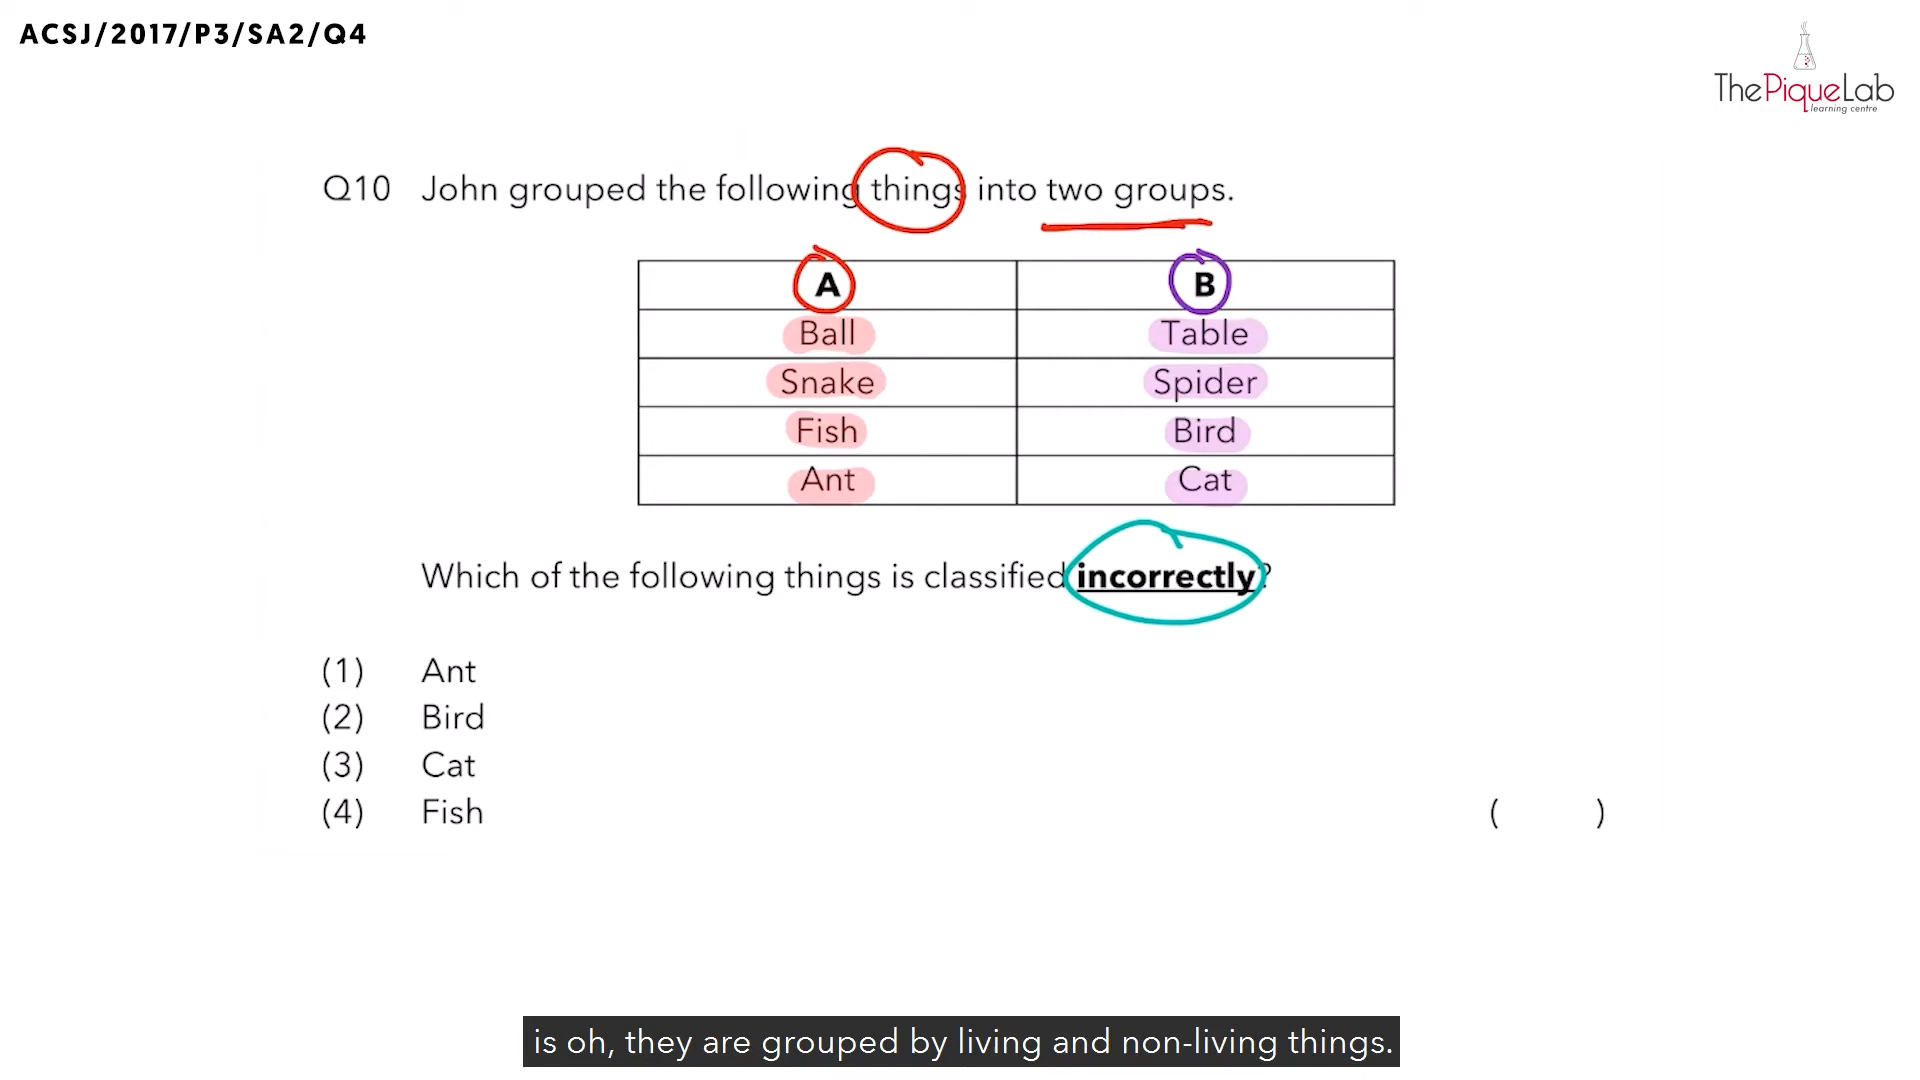 ACSJ/2017/P3/SA2/Q4
ThePiqueLab
learning centre
Q10 John grouped the following things into two groups.
A B
Ball Table
Snake Spider
Fish Bird
Ant Cat
Which of the following things is classified incorrectly?
(1) Ant
(2) Bird
(3) Cat
(4) Fish ( )
is oh, they are grouped by living and non-living things.